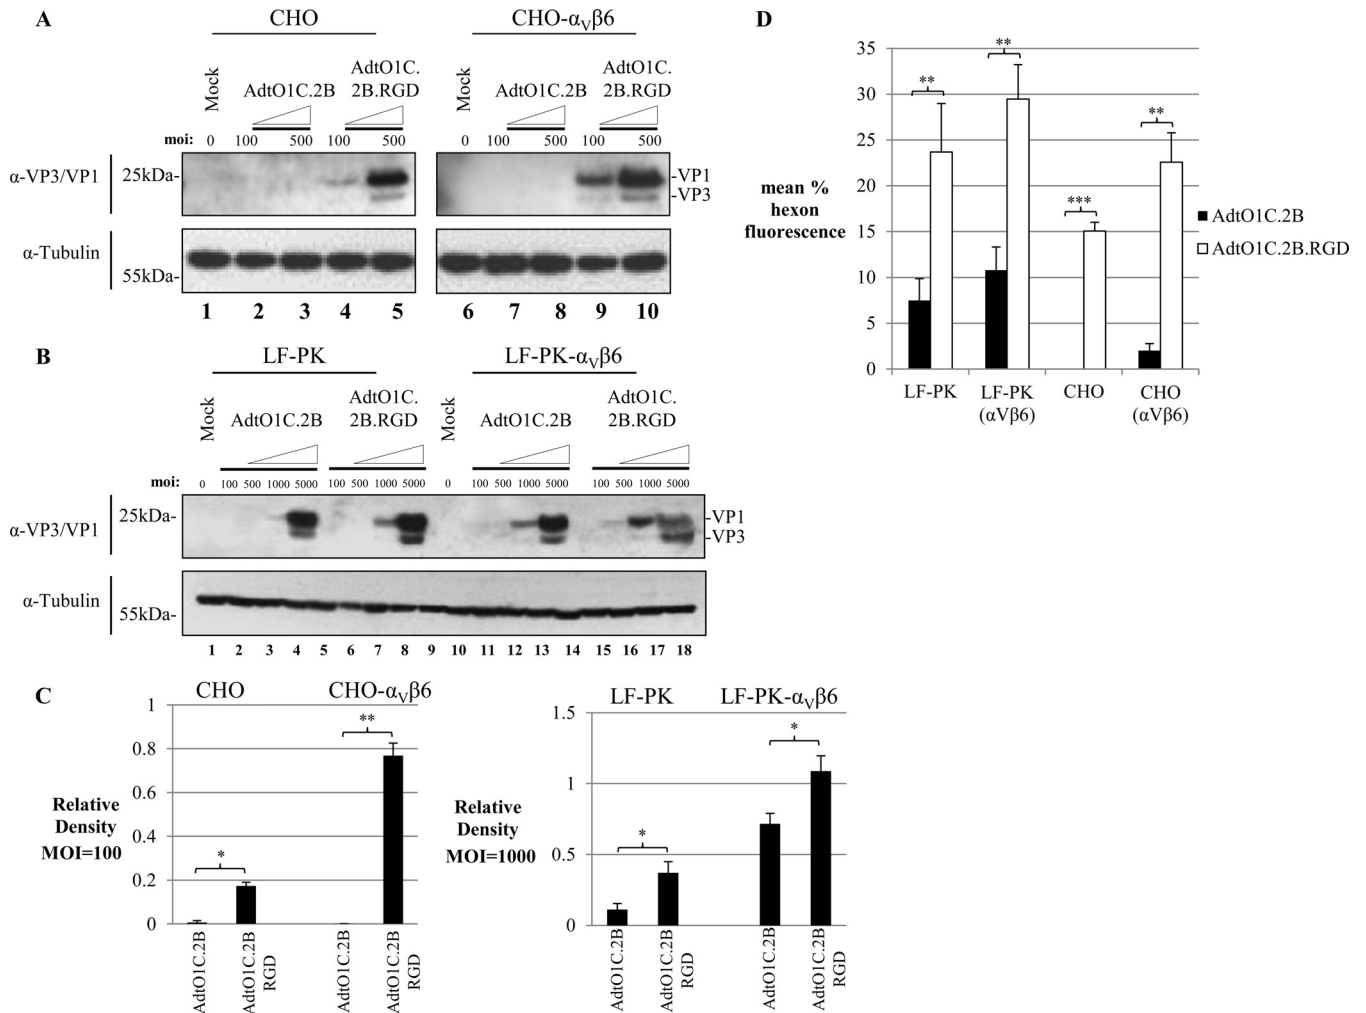 A
CHO
CHO-αVβ6
Mock
AdtO1C.2B
AdtO1C.
2B.RGD
Mock
AdtO1C.2B
AdtO1C.
2B.RGD
moi: 0 100 500 100 500 0 100 500 100 500
α-VP3/VP1
25kDa-
-VP1
-VP3
α-Tubulin
55kDa-
1 2 3 4 5 6 7 8 9 10
B
LF-PK
LF-PK-αVβ6
Mock
AdtO1C.2B
AdtO1C.
2B.RGD
Mock
AdtO1C.2B
AdtO1C.
2B.RGD
moi: 0 100 500 1000 5000 100 500 1000 5000 0 100 500 1000 5000 100 500 1000 5000
α-VP3/VP1
25kDa-
-VP1
-VP3
α-Tubulin
55kDa-
1 2 3 4 5 6 7 8 9 10 11 12 13 14 15 16 17 18
C
CHO
CHO-αVβ6
1
0.8
0.6
0.4
0.2
0
Relative
Density
MOI=100
*
**
AdtO1C.2B
AdtO1C.2B
RGD
AdtO1C.2B
AdtO1C.2B
RGD
LF-PK
LF-PK-αVβ6
1.5
1
0.5
0
Relative
Density
MOI=1000
*
*
AdtO1C.2B
AdtO1C.2B
RGD
AdtO1C.2B
AdtO1C.2B
RGD
D
40
35
30
25
20
15
10
5
0
mean %
hexon
fluorescence
**
**
***
**
LF-PK
LF-PK
(αVβ6)
CHO
CHO
(αVβ6)
AdtO1C.2B
AdtO1C.2B.RGD